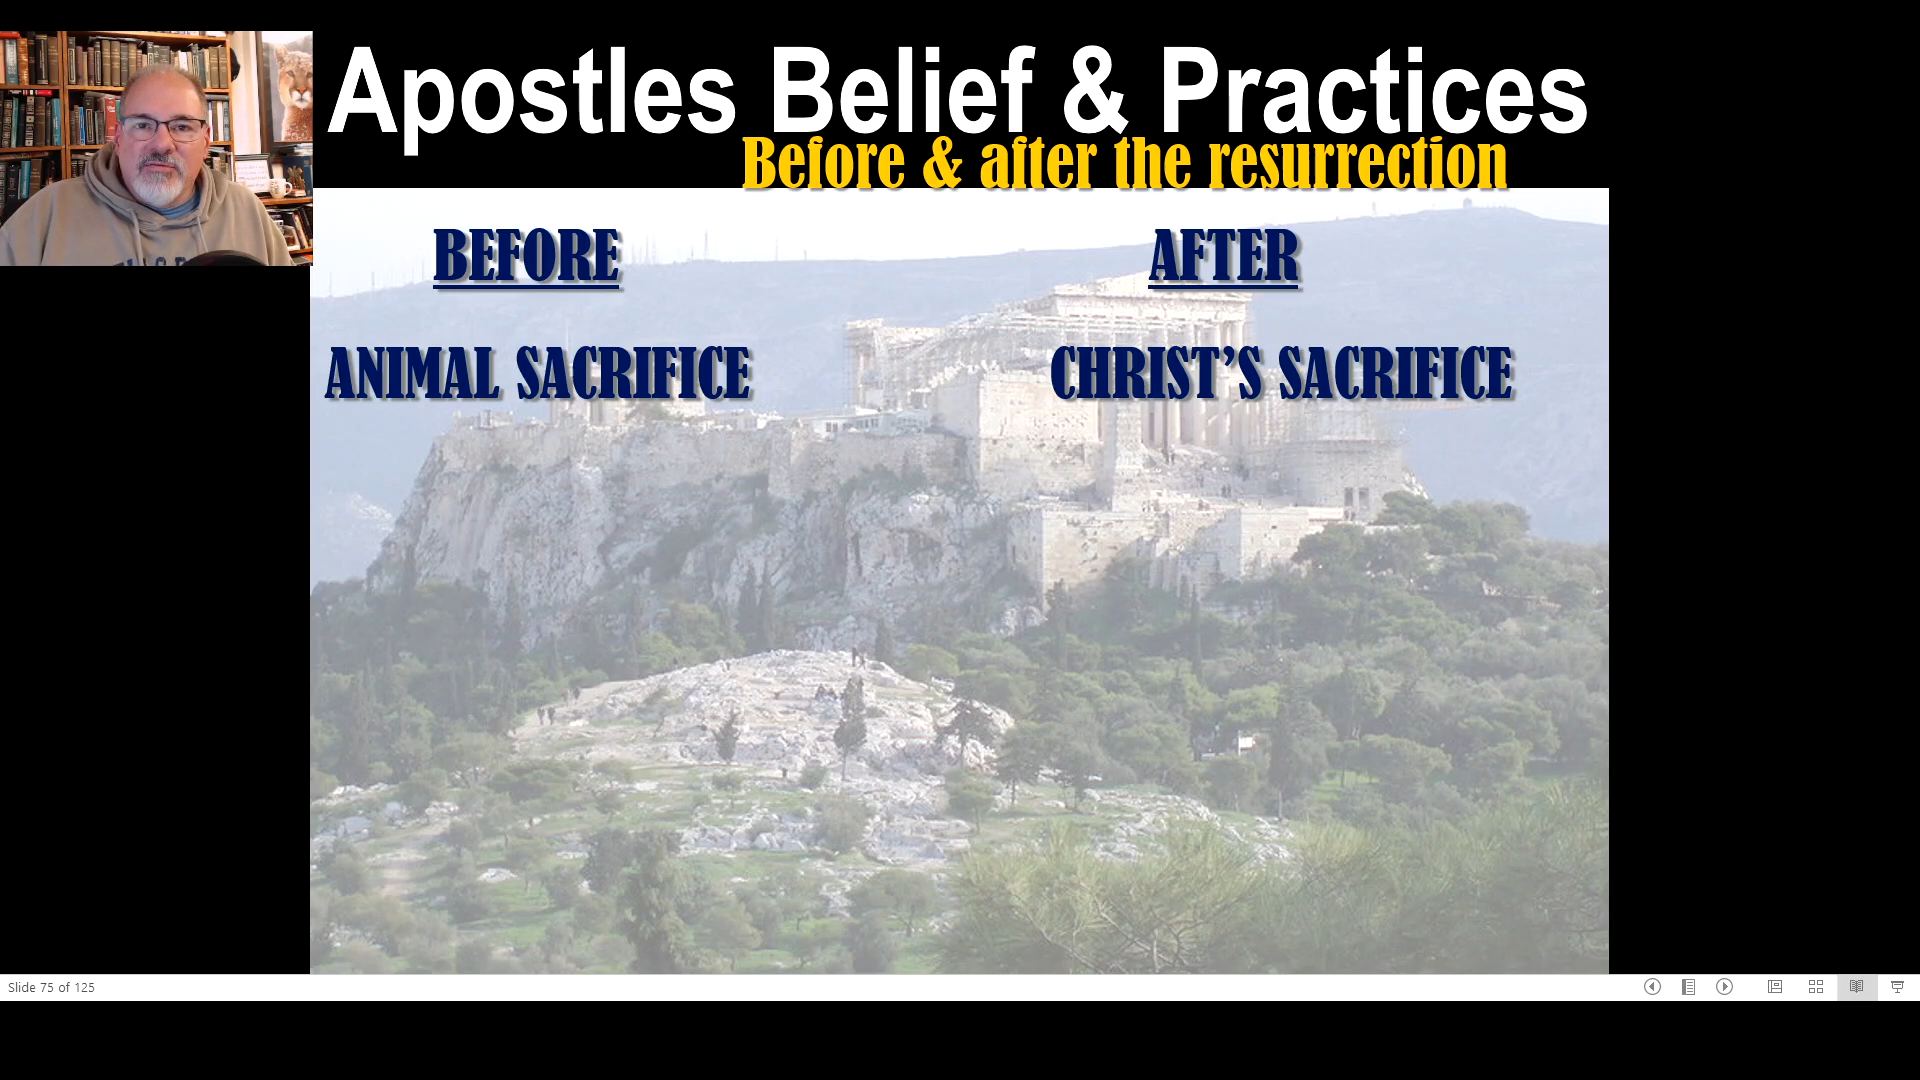 Apostles Belief & Practices
Before & after the resurrection
BEFORE
AFTER
ANIMAL SACRIFICE
CHRIST'S SACRIFICE
Slide 75 of 125